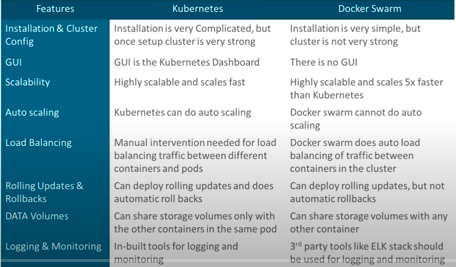 Features Kubernetes Docker Swarm
Installation & Cluster Installation is very Complicated, but Installation is very simple, but
Config once setup cluster is very strong cluster is not very strong
GUI GUI is the Kubernetes Dashboard There is no GUI
Scalability Highly scalable and scales fast Highly scalable and scales 5x faster
than Kubernetes
Auto scaling Kubernetes can do auto scaling Docker swarm cannot do auto
scaling
Load Balancing Manual intervention needed for load Docker swarm does auto load
balancing traffic between different balancing of traffic between
containers and pods containers in the cluster
Rolling Updates & Can deploy rolling updates and does Can deploy rolling updates, but not
Rollbacks automatic roll backs automatic rollbacks
DATA Volumes Can share storage volumes only with Can share storage volumes with any
the other containers in the same pod other container
Logging & Monitoring In-built tools for logging and 3rd party tools like ELK stack should
monitoring be used for logging and monitoring